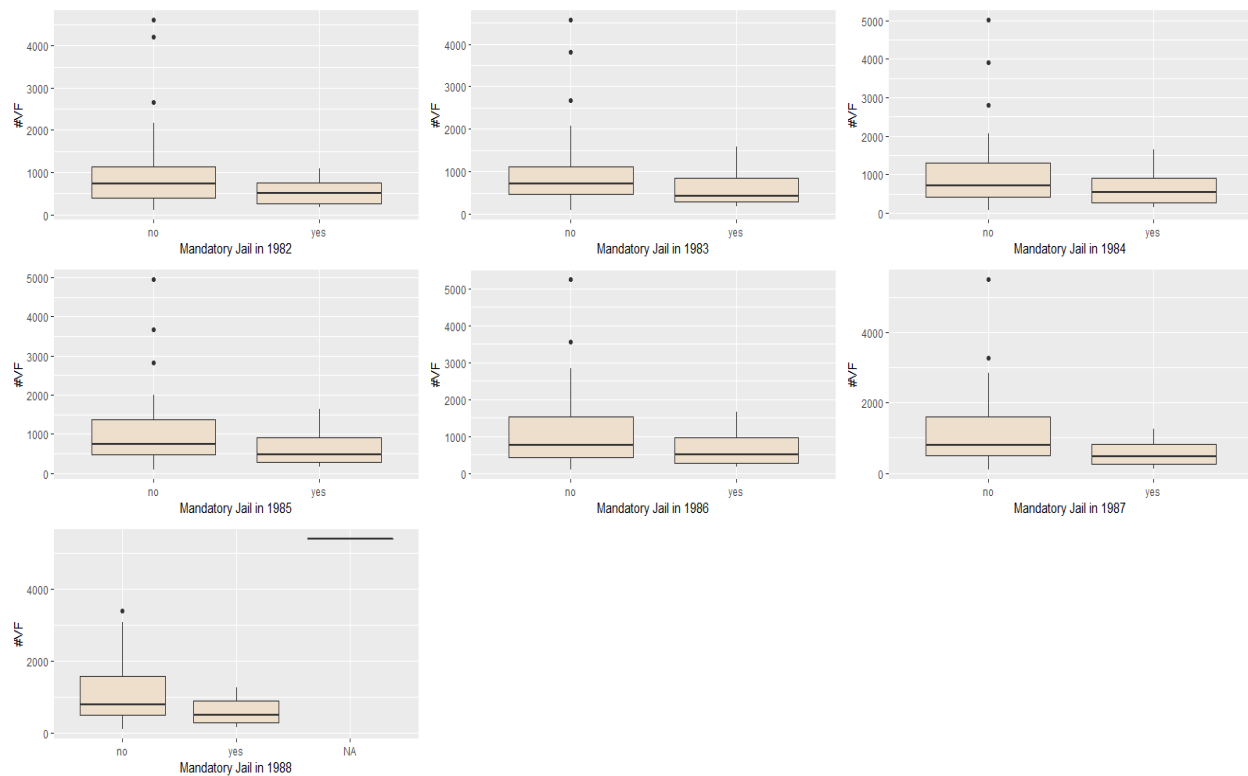 #VF
4000
3000
2000
1000
0
no yes
Mandatory Jail in 1982
#VF
4000
3000
2000
1000
0
no yes
Mandatory Jail in 1983
#VF
5000
4000
3000
2000
1000
0
no yes
Mandatory Jail in 1984
#VF
5000
4000
3000
2000
1000
0
no yes
Mandatory Jail in 1985
#VF
5000
4000
3000
2000
1000
0
no yes
Mandatory Jail in 1986
#VF
4000
2000
0
no yes
Mandatory Jail in 1987
#VF
4000
2000
0
no yes NA
Mandatory Jail in 1988